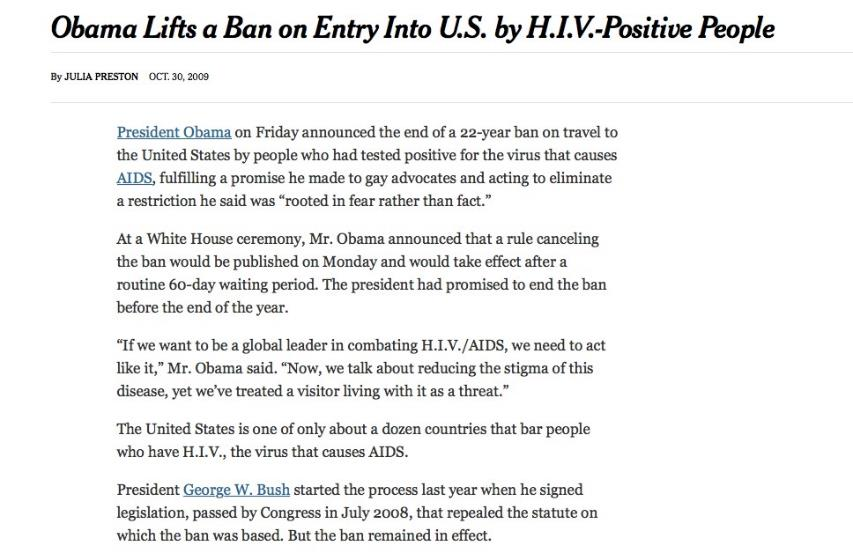 Obama Lifts a Ban on Entry Into U.S. by H.I.V.-Positive People
By JULIA PRESTON OCT. 30, 2009
President Obama on Friday announced the end of a 22-year ban on travel to
the United States by people who had tested positive for the virus that causes
AIDS, fulfilling a promise he made to gay advocates and acting to eliminate
a restriction he said was “rooted in fear rather than fact.”
At a White House ceremony, Mr. Obama announced that a rule canceling
the ban would be published on Monday and would take effect after a
routine 60-day waiting period. The president had promised to end the ban
before the end of the year.
“If we want to be a global leader in combating H.I.V./AIDS, we need to act
like it,” Mr. Obama said. “Now, we talk about reducing the stigma of this
disease, yet we’ve treated a visitor living with it as a threat.”
The United States is one of only about a dozen countries that bar people
who have H.I.V., the virus that causes AIDS.
President George W. Bush started the process last year when he signed
legislation, passed by Congress in July 2008, that repealed the statute on
which the ban was based. But the ban remained in effect.